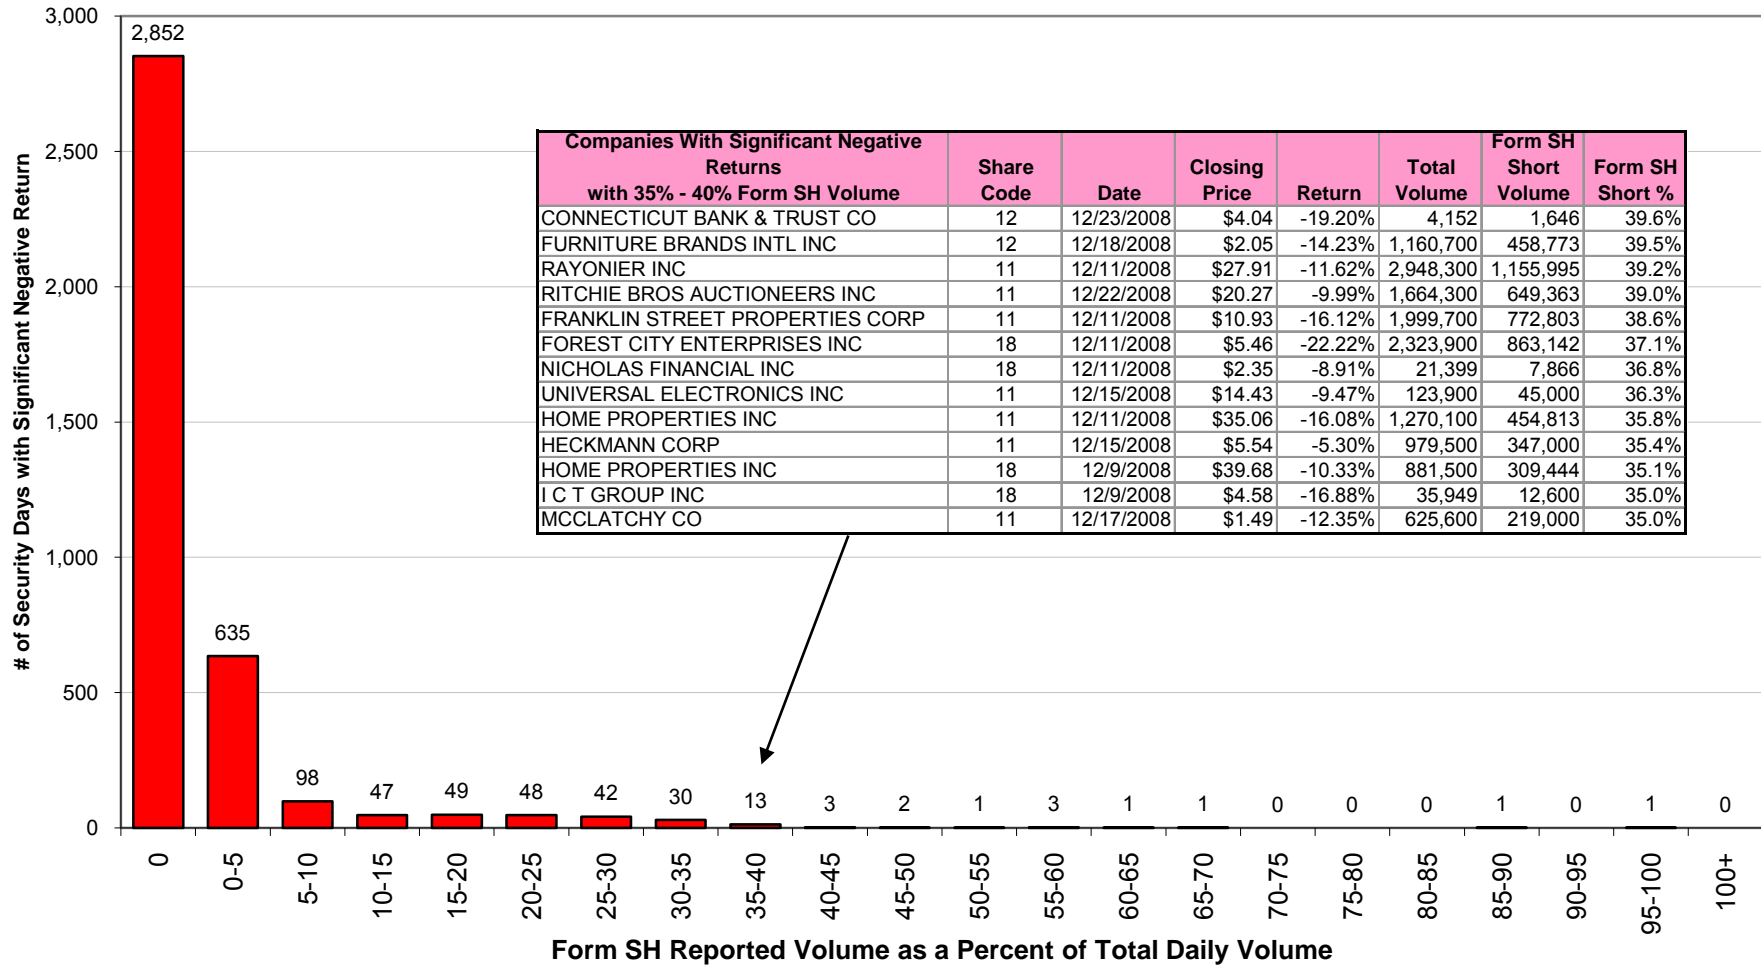 3,000
2,852
Companies With Significant Negative Returns with 35% - 40% Form SH Volume Share Code Date Closing Price Return Total Volume Form SH Short Volume Form SH Short %
CONNECTICUT BANK & TRUST CO 12 12/23/2008 $4.04 -19.20% 4,152 1,646 39.6%
FURNITURE BRANDS INTL INC 12 12/18/2008 $2.05 -14.23% 1,160,700 458,773 39.5%
RAYONIER INC 11 12/11/2008 $27.91 -11.62% 2,948,300 1,155,995 39.2%
RITCHIE BROS AUCTIONEERS INC 11 12/22/2008 $20.27 -9.99% 1,664,300 649,363 39.0%
FRANKLIN STREET PROPERTIES CORP 11 12/11/2008 $10.93 -16.12% 1,999,700 772,803 38.6%
FOREST CITY ENTERPRISES INC 18 12/11/2008 $5.46 -22.22% 2,323,900 863,142 37.1%
NICHOLAS FINANCIAL INC 18 12/11/2008 $2.35 -8.91% 21,399 7,866 36.8%
UNIVERSAL ELECTRONICS INC 11 12/15/2008 $14.43 -9.47% 123,900 45,000 36.3%
HOME PROPERTIES INC 11 12/11/2008 $35.06 -16.08% 1,270,100 454,813 35.8%
HECKMANN CORP 11 12/15/2008 $5.54 -5.30% 979,500 347,000 35.4%
HOME PROPERTIES INC 18 12/9/2008 $39.68 -10.33% 881,500 309,444 35.1%
I C T GROUP INC 18 12/9/2008 $4.58 -16.88% 35,949 12,600 35.0%
MCCLATCHY CO 11 12/17/2008 $1.49 -12.35% 625,600 219,000 35.0%
2,500
2,000
1,500
1,000
500
0
# of Security Days with Significant Negative Return
635
98 47 49 48 42 30 13 3 2 1 3 1 1 0 0 0 1 0 1 0
0 0-5 5-10 10-15 15-20 20-25 25-30 30-35 35-40 40-45 45-50 50-55 55-60 60-65 65-70 70-75 75-80 80-85 85-90 90-95 95-100 100+
Form SH Reported Volume as a Percent of Total Daily Volume